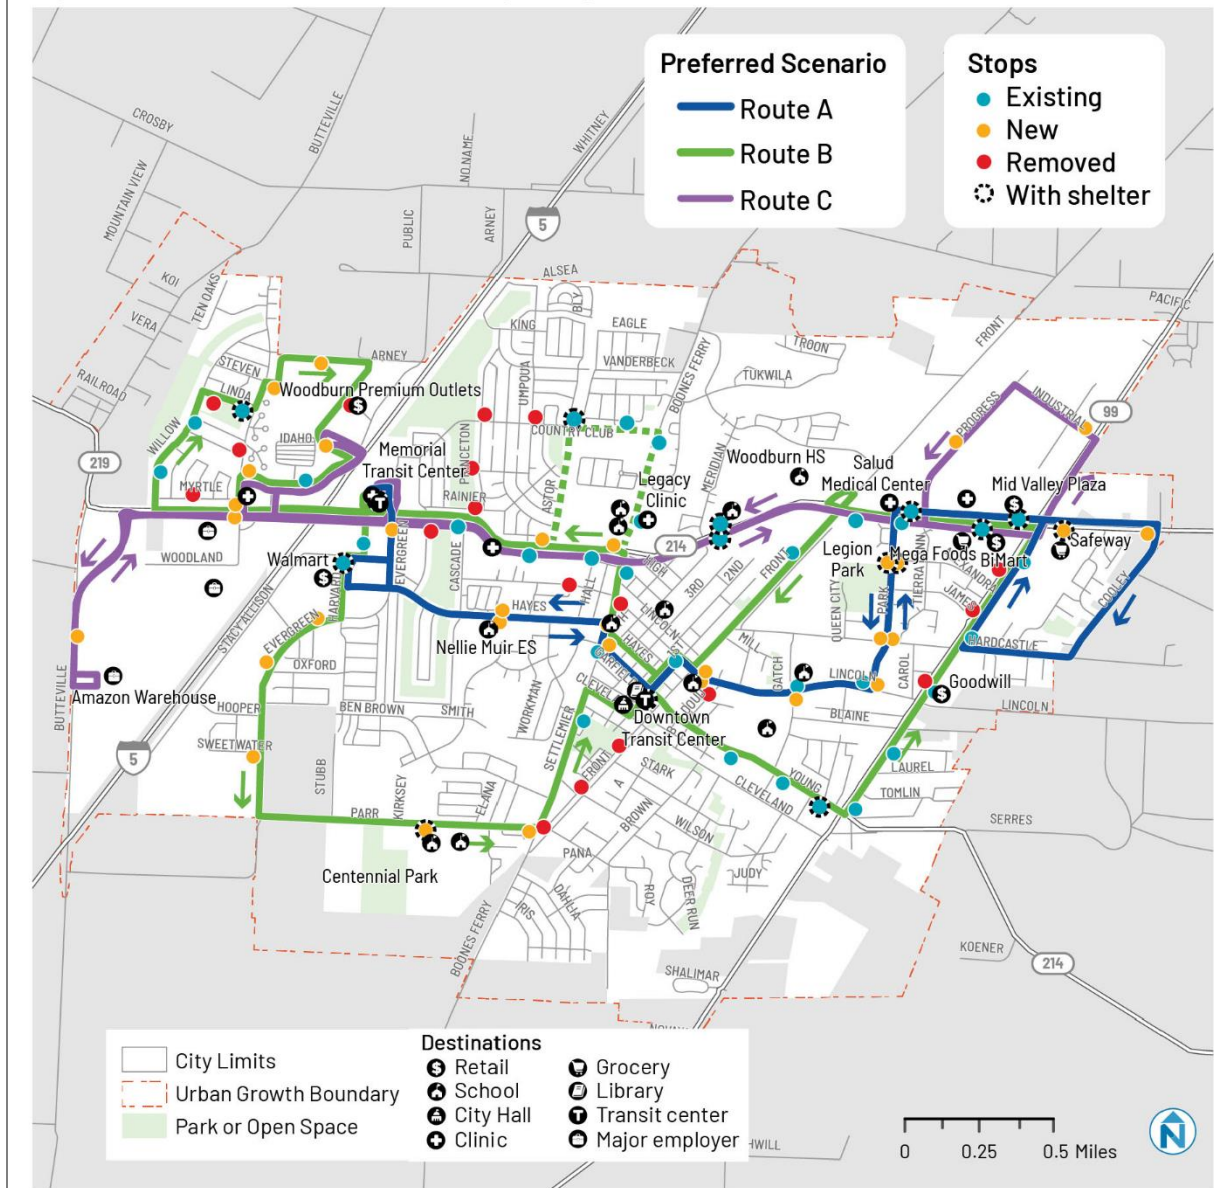 Preferred Scenario
Route A
Route B
Route C
Stops
Existing
New
Removed
With shelter
CROSBY
BUTTEVILLE
NO NAME
WHITNEY
MOUNTAIN VIEW
PUBLIC
ARNEY
5
ALSEA
KOI
TEN OAKS
VERA
RAILROAD
BLY
KING
EAGLE
UMPQUA
VANDERBECK
BOONES FERRY
TROON
TUKWILA
FRONT
PACIFIC
STEVEN
LINDA
ARNEY
Woodburn Premium Outlets
IDAHO
WILLOW
MYRTLE
219
Memorial
Transit Center
PRINCETON
RAINIER
COUNTRY CLUB
ASTOR
Legacy
Clinic
MERIDIAN
Woodburn HS
Salud
Medical Center
Mid Valley Plaza
PROGRESS
INDUSTRIAL
99
214
WOODLAND
Walmart
EVERGREEN
CASCADE
HARVARD
STACY ALLISON
HAYES
HALL
HIGH
3RD
2ND
FRONT
Legion
Park
Mega Foods
BiMart
Safeway
COOLEY
QUEEN CITY
PARK
JAMES
HARDCASTLE
Nellie Muir ES
LINCOLN
HAYES
GARFIELD
MILL
GATCH
LINCOLN
CAROL
Goodwill
LINCOLN
EVERGREEN
OXFORD
BUTTEVILLE
Amazon Warehouse
HOOPER
BEN BROWN
SMITH
WORKMAN
SETTLEMIER
Downtown
Transit Center
BLAINE
SWEETWATER
5
STUBB
PARR
KIRKSEY
EL ANA
FRONT
A
STARK
BROWN
CLEVELAND
YOUNG
WILSON
LAUREL
TOMLIN
SERRES
Centennial Park
PANA
JUDY
IRIS
DAHLIA
ROY
DEER RUN
BOONES FERRY
SHALIMAR
KOENER
214
City Limits
Urban Growth Boundary
Park or Open Space
Destinations
Retail
School
City Hall
Clinic
Grocery
Library
Transit center
Major employer
0 0.25 0.5 Miles
N